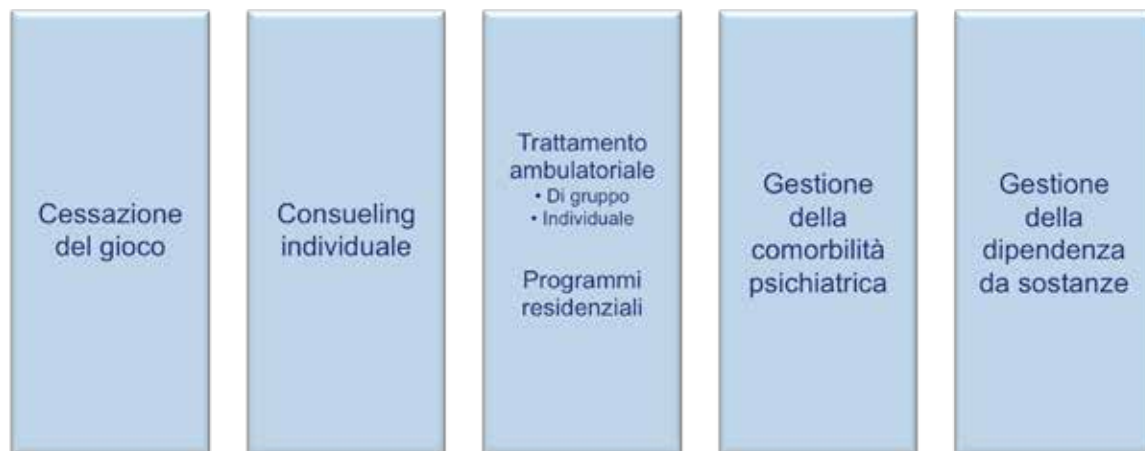 Cessazione
del gioco
Consueling
individuale
Trattamento
ambulatoriale
• Di gruppo
• Individuale
Programmi
residenziali
Gestione
della
comorbilità
psichiatrica
Gestione
della
dipendenza
da sostanze